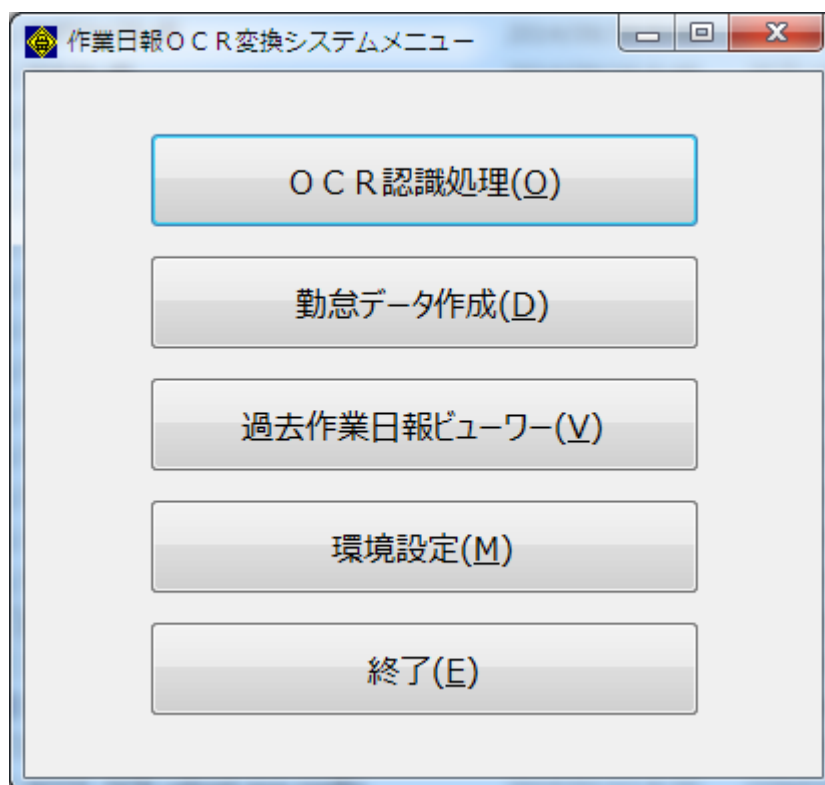 作業日報ＯＣＲ変換システムメニュー
ＯＣＲ認識処理(O)
勤怠データ作成(D)
過去作業日報ビューワー(V)
環境設定(M)
終了(E)